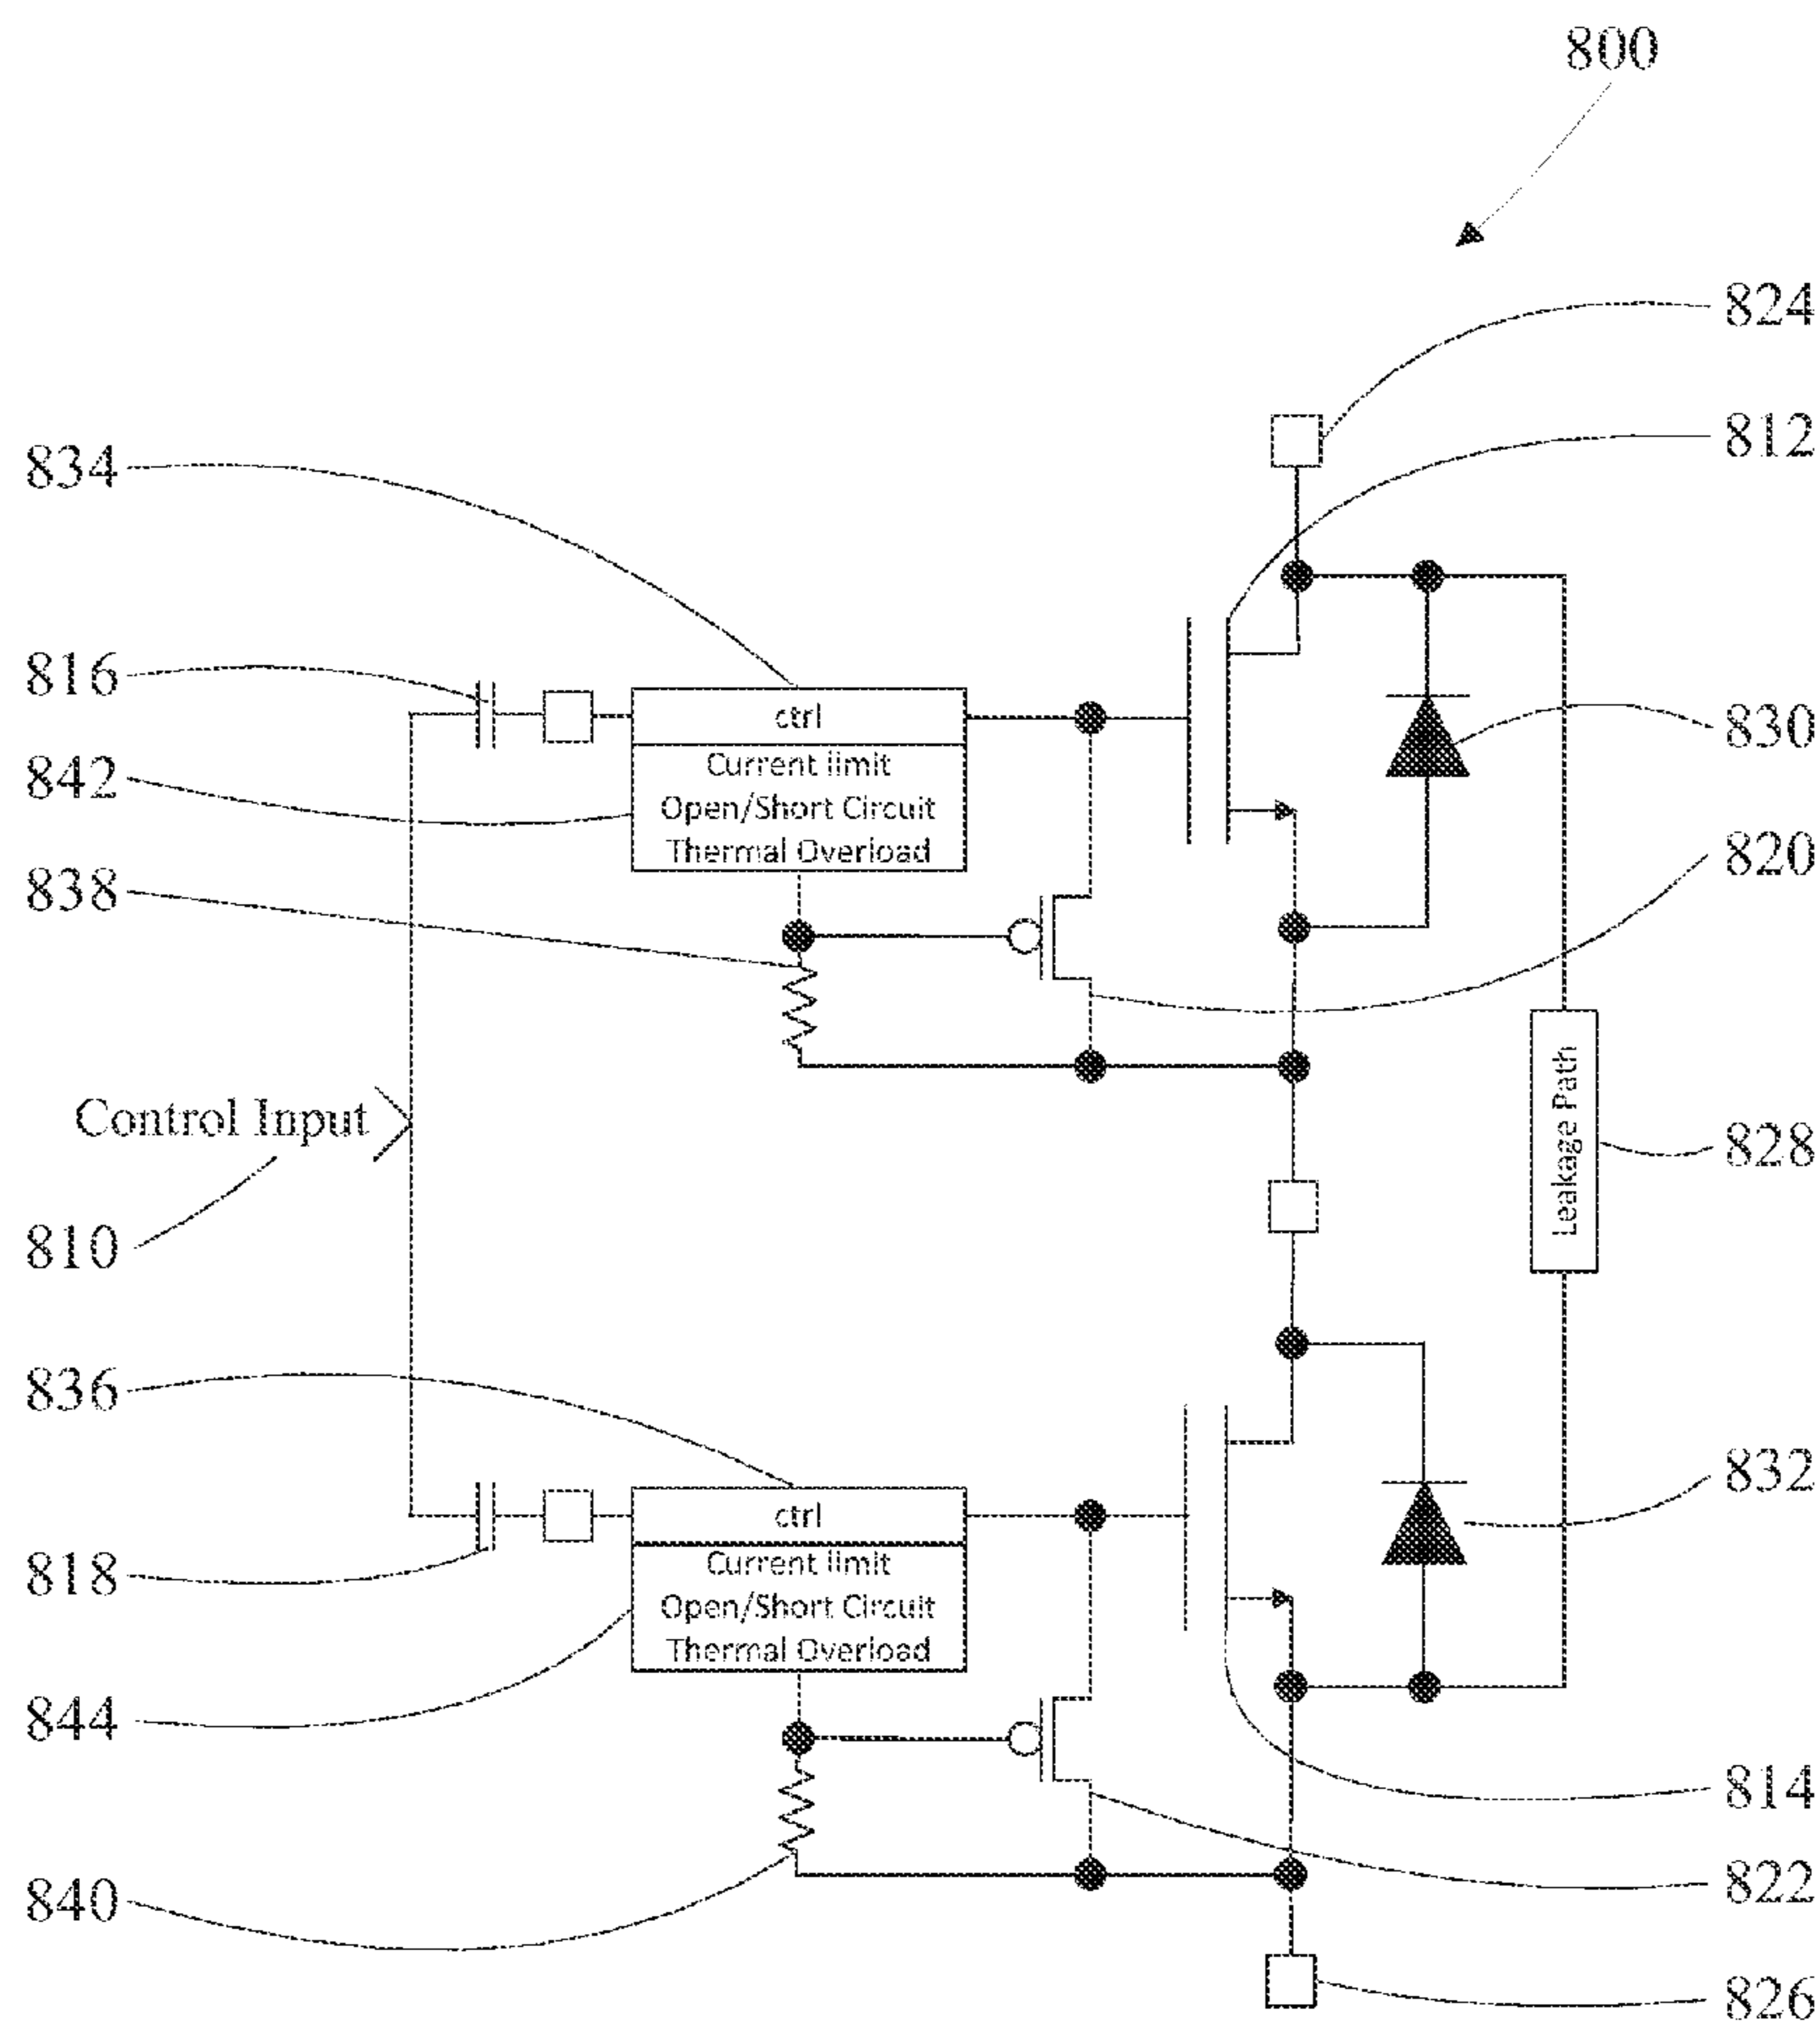 800
824
812
834
816
ctrl
830
842
Current limit
Open/Short Circuit
Thermal Overload
820
838
Control Input
Leakage Path
828
810
836
832
ctrl
818
Current limit
Open/Short Circuit
Thermal Overload
844
814
822
840
826